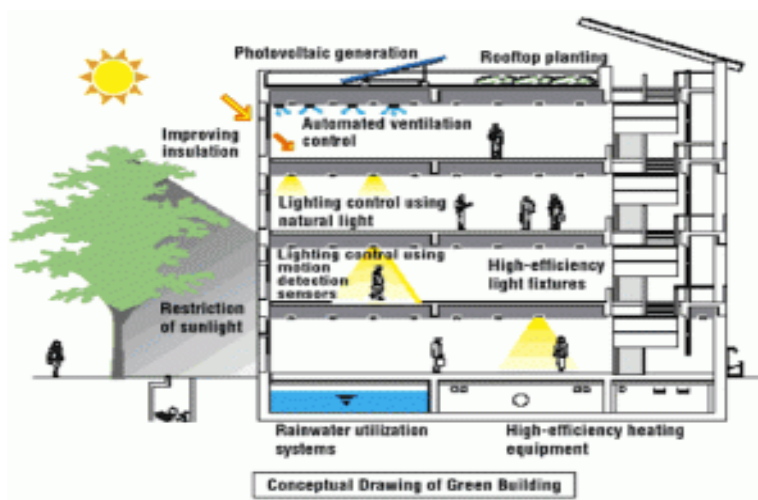 Photovoltaic generation
Rooftop planting
Improving
insulation
Automated ventilation
control
Lighting control using
natural light
Lighting control using
motion
detection
sensors
High-efficiency
light fixtures
Restriction
of sunlight
Rainwater utilization
systems
High-efficiency heating
equipment
Conceptual Drawing of Green Building